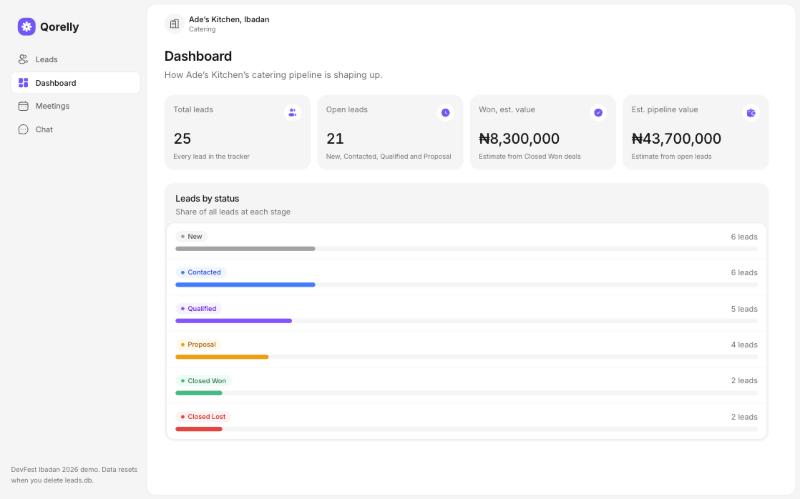 Qorelly
Leads
Dashboard
Meetings
Chat
DevFest Ibadan 2026 demo. Data resets
when you delete leads.db.
Ade's Kitchen, Ibadan
Catering
Dashboard
How Ade's Kitchen's catering pipeline is shaping up.
Total leads
25
Every lead in the tracker
Open leads
21
New, Contacted, Qualified and Proposal
Won, est. value
₦8,300,000
Estimate from Closed Won deals
Est. pipeline value
₦43,700,000
Estimate from open leads
Leads by status
Share of all leads at each stage
New 6 leads
Contacted 6 leads
Qualified 5 leads
Proposal 4 leads
Closed Won 2 leads
Closed Lost 2 leads